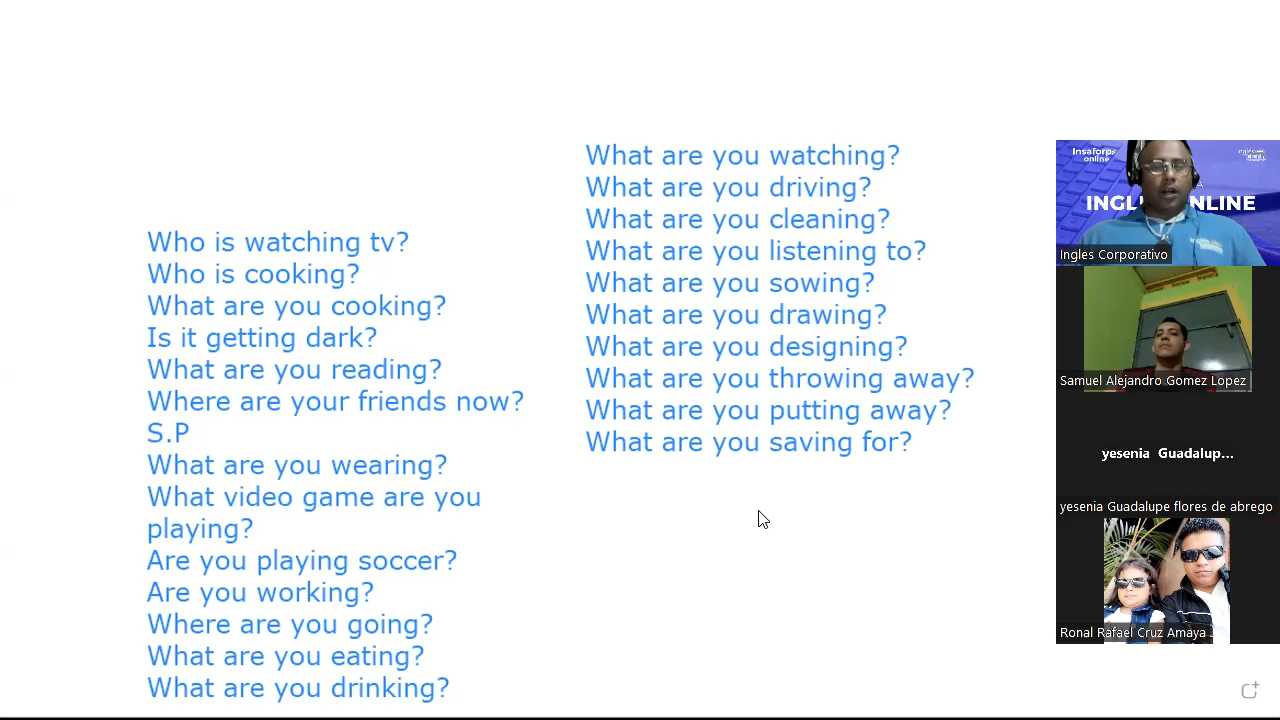 Who is watching tv?
Who is cooking?
What are you cooking?
Is it getting dark?
What are you reading?
Where are your friends now?
S.P
What are you wearing?
What video game are you
playing?
Are you playing soccer?
Are you working?
Where are you going?
What are you eating?
What are you drinking?
What are you watching?
What are you driving?
What are you cleaning?
What are you listening to?
What are you sowing?
What are you drawing?
What are you designing?
What are you throwing away?
What are you putting away?
What are you saving for?
Insaforp
online
INGL NLINE
Ingles Corporativo
Samuel Alejandro Gomez Lopez
yesenia Guadalup...
yesenia Guadalupe flores de abrego
Ronal Rafael Cruz Amaya